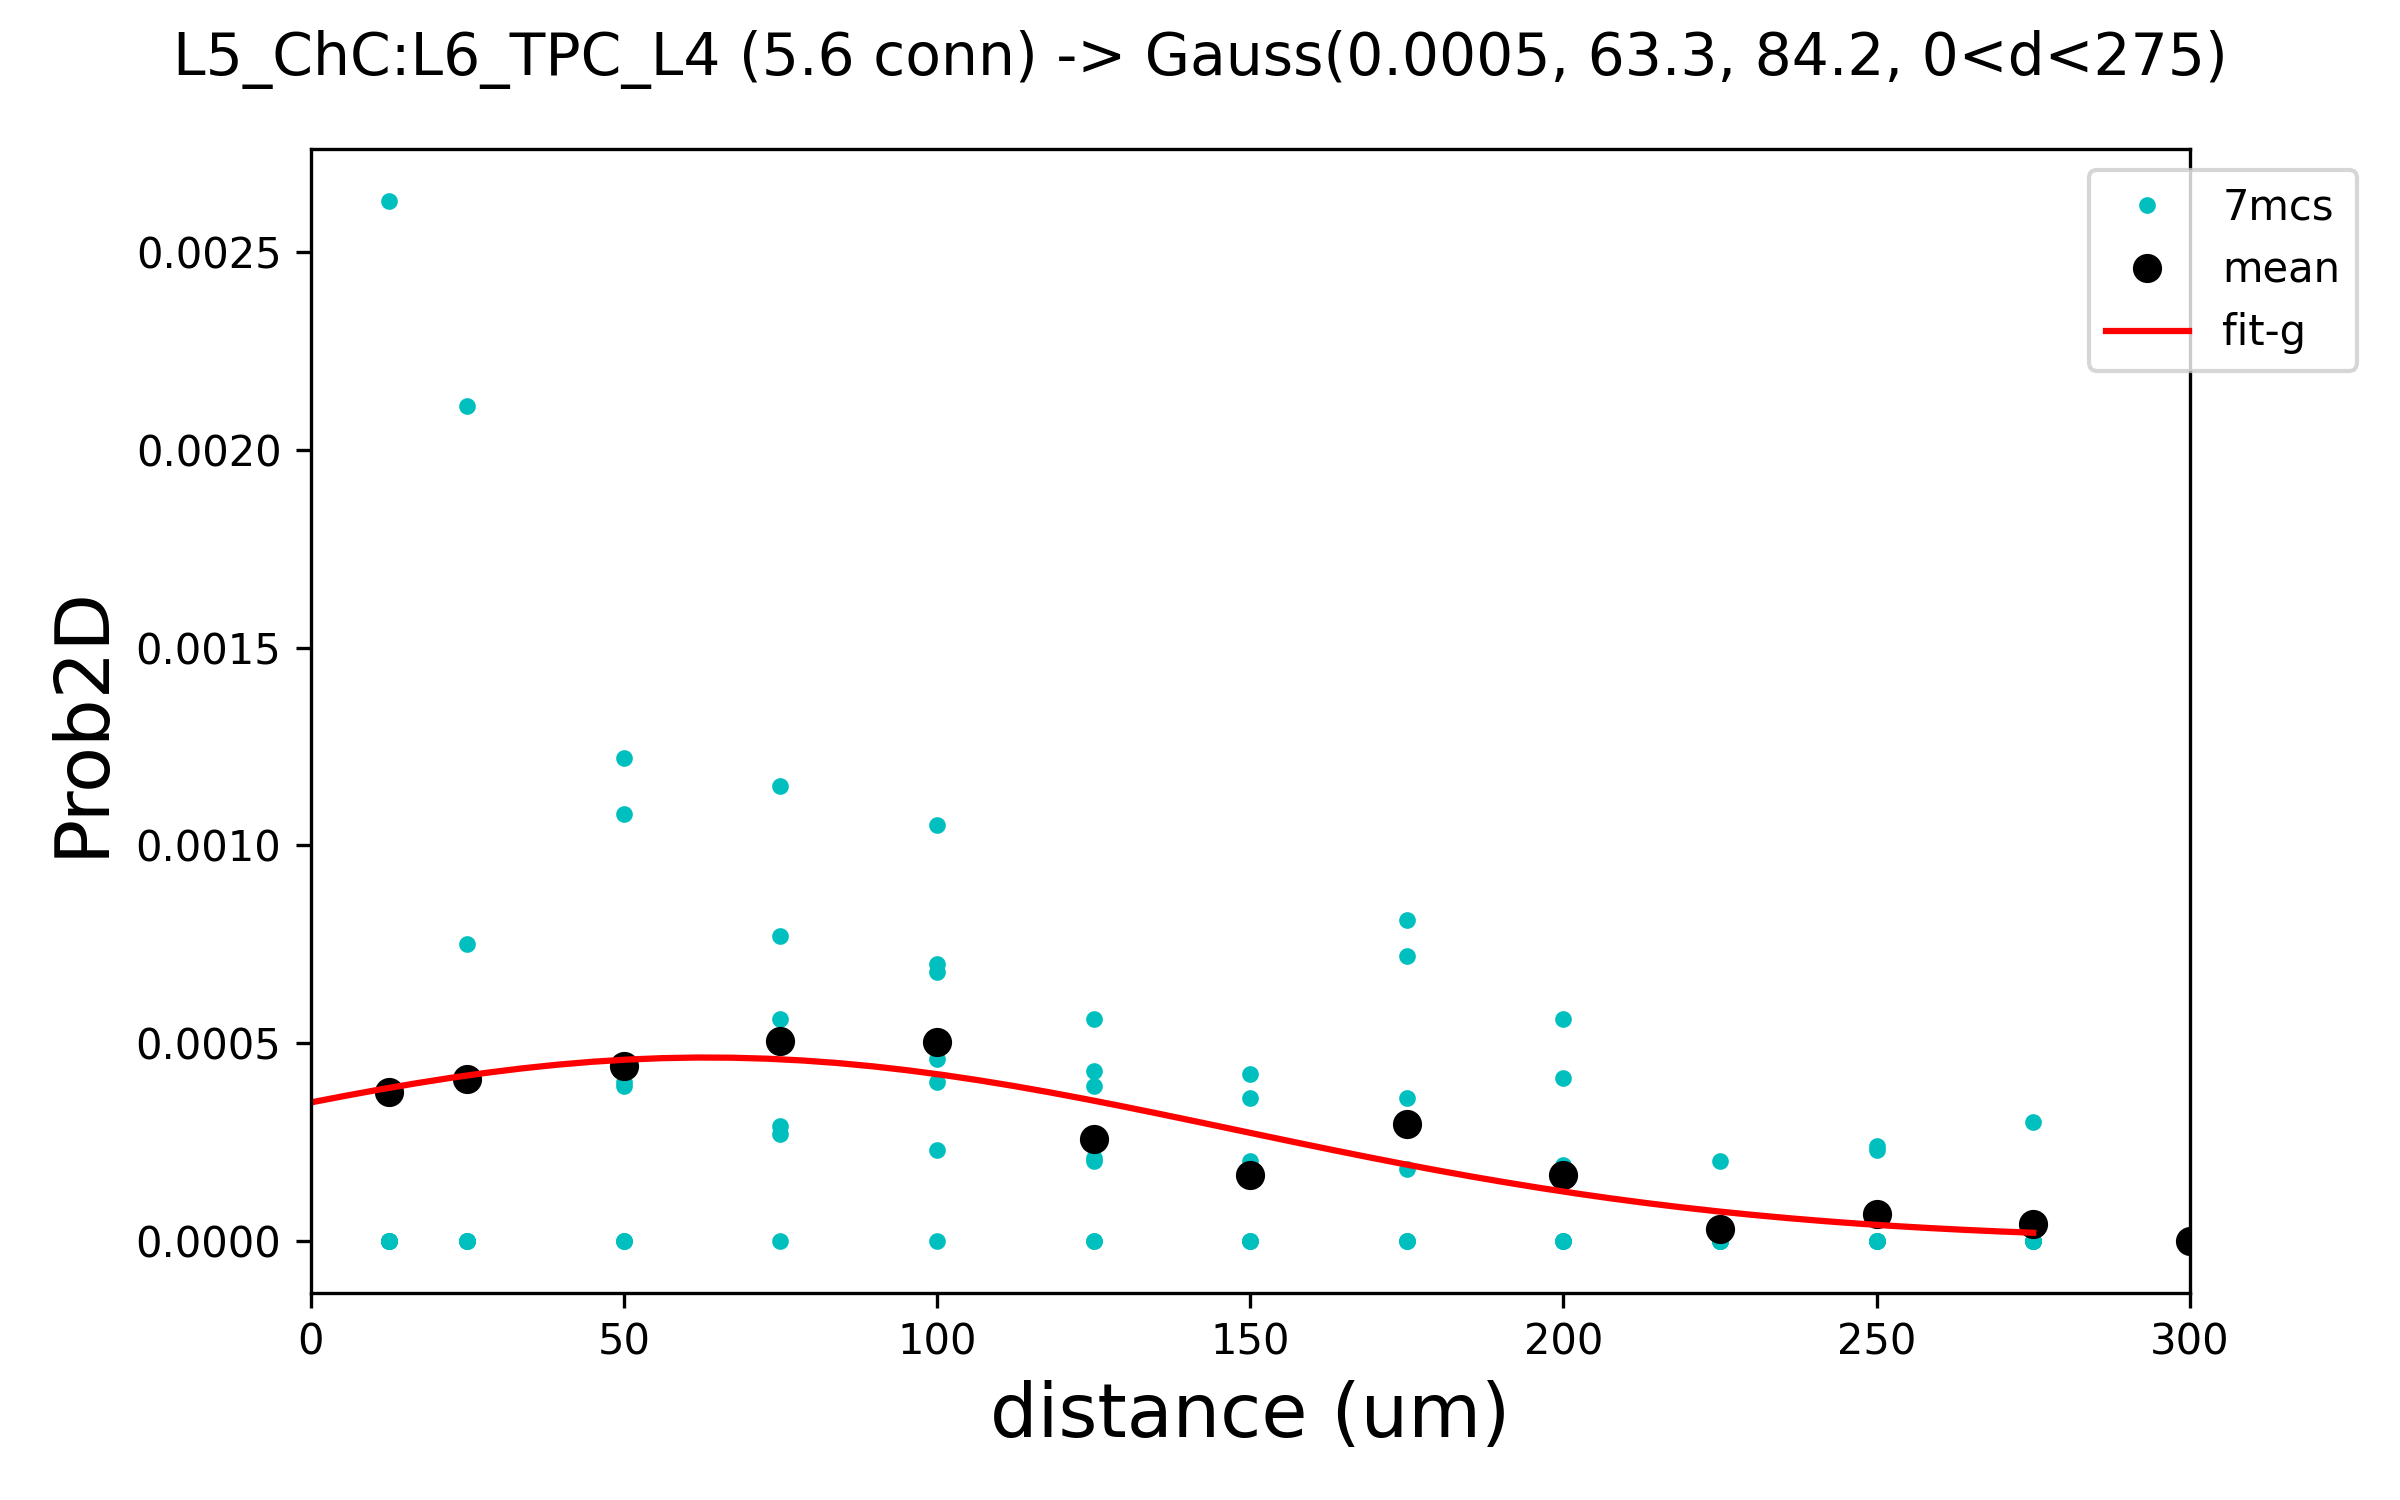 L5_ChC:L6_TPC_L4 (5.6 conn) -> Gauss(0.0005, 63.3, 84.2, 0<d<275)
7mcs
mean
fit-g
Prob2D
0.0025
0.0020
0.0015
0.0010
0.0005
0.0000
0 50 100 150 200 250 300
distance (um)